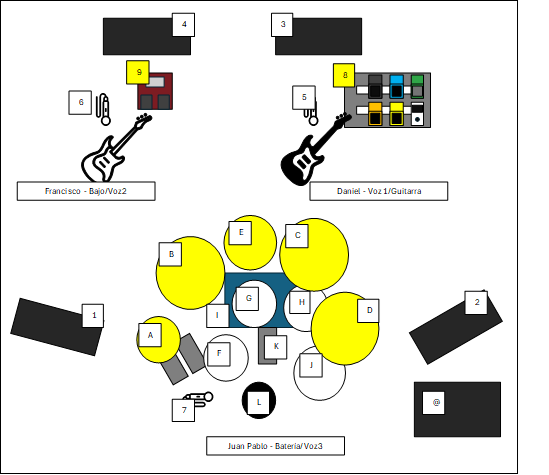 4
3
9
8
6
5
Francisco - Bajo/Voz2
Daniel - Voz 1/Guitarra
E
C
B
G
H
D
1
2
I
A
F
K
J
L
@
7
Juan Pablo - Batería/Voz3